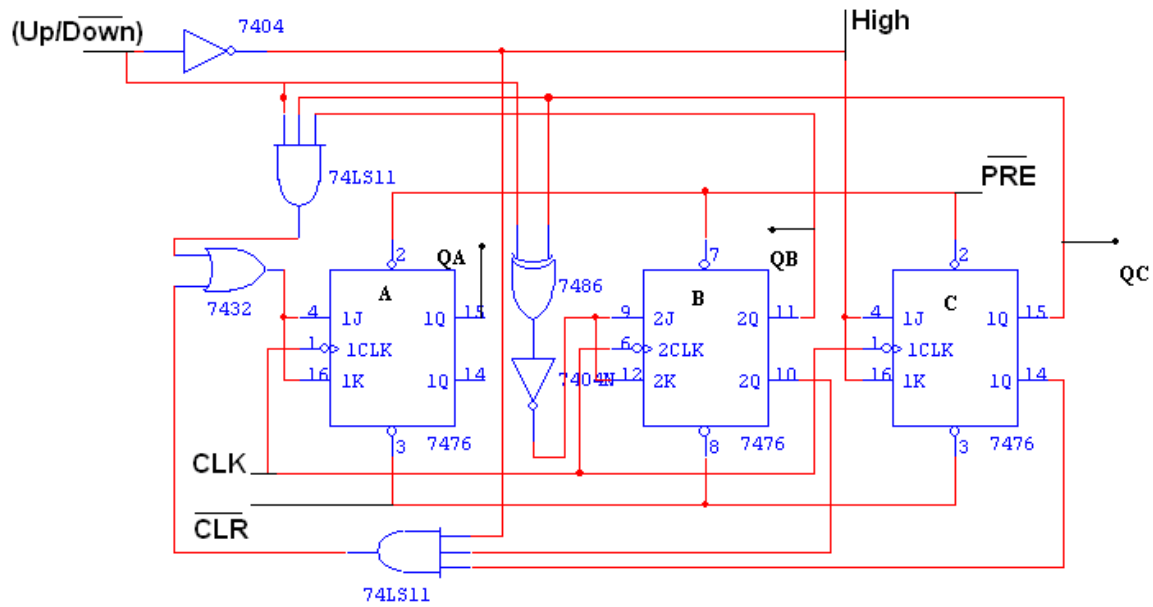 (Up/Down)
7404
High
74LS11
PRE
2
7
2
QA
QB
QC
7432
7486
A
B
C
4 1J 1Q 15
9 2J 2Q 11
4 1J 1Q 15
1 1CLK
6 2CLK
1 1CLK
16 1K 1Q 14
7404N
12 2K 2Q 10
16 1K 1Q 14
3 7476
8 7476
3 7476
CLK
CLR
74LS11